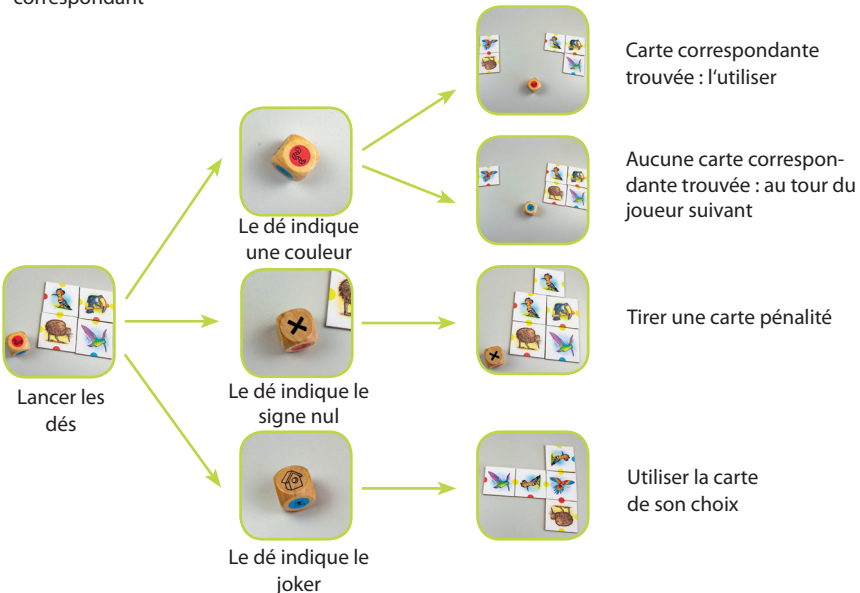 correspondant
Carte correspondante
trouvée : l'utiliser
Aucune carte correspon-
dante trouvée : au tour du
joueur suivant
Le dé indique
une couleur
Tirer une carte pénalité
Lancer les
dés
Le dé indique le
signe nul
Utiliser la carte
de son choix
Le dé indique le
joker